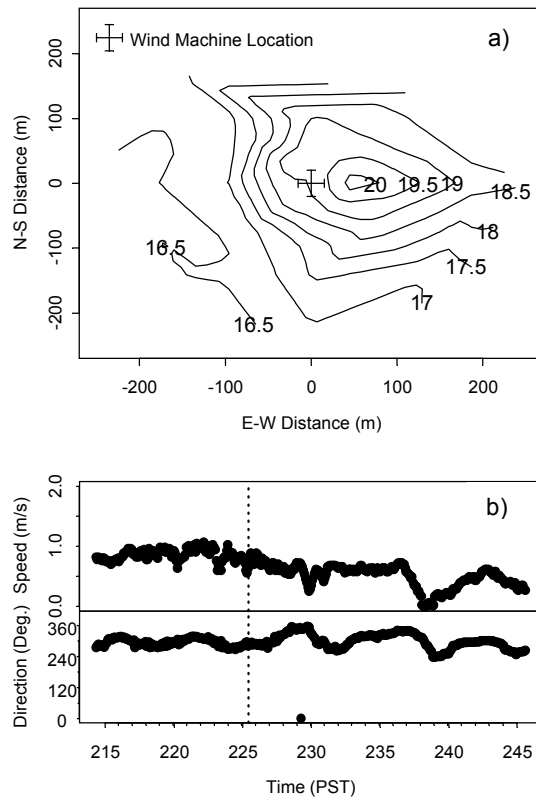 a)
Wind Machine Location
N-S Distance (m)
200
100
0
-100
-200
20 19.5 19
18.5
18
17.5
17
16.5
16.5
-200 -100 0 100 200
E-W Distance (m)
b)
Speed (m/s)
2.0
1.0
0.0
Direction (Deg.)
360
240
120
0
215 220 225 230 235 240 245
Time (PST)